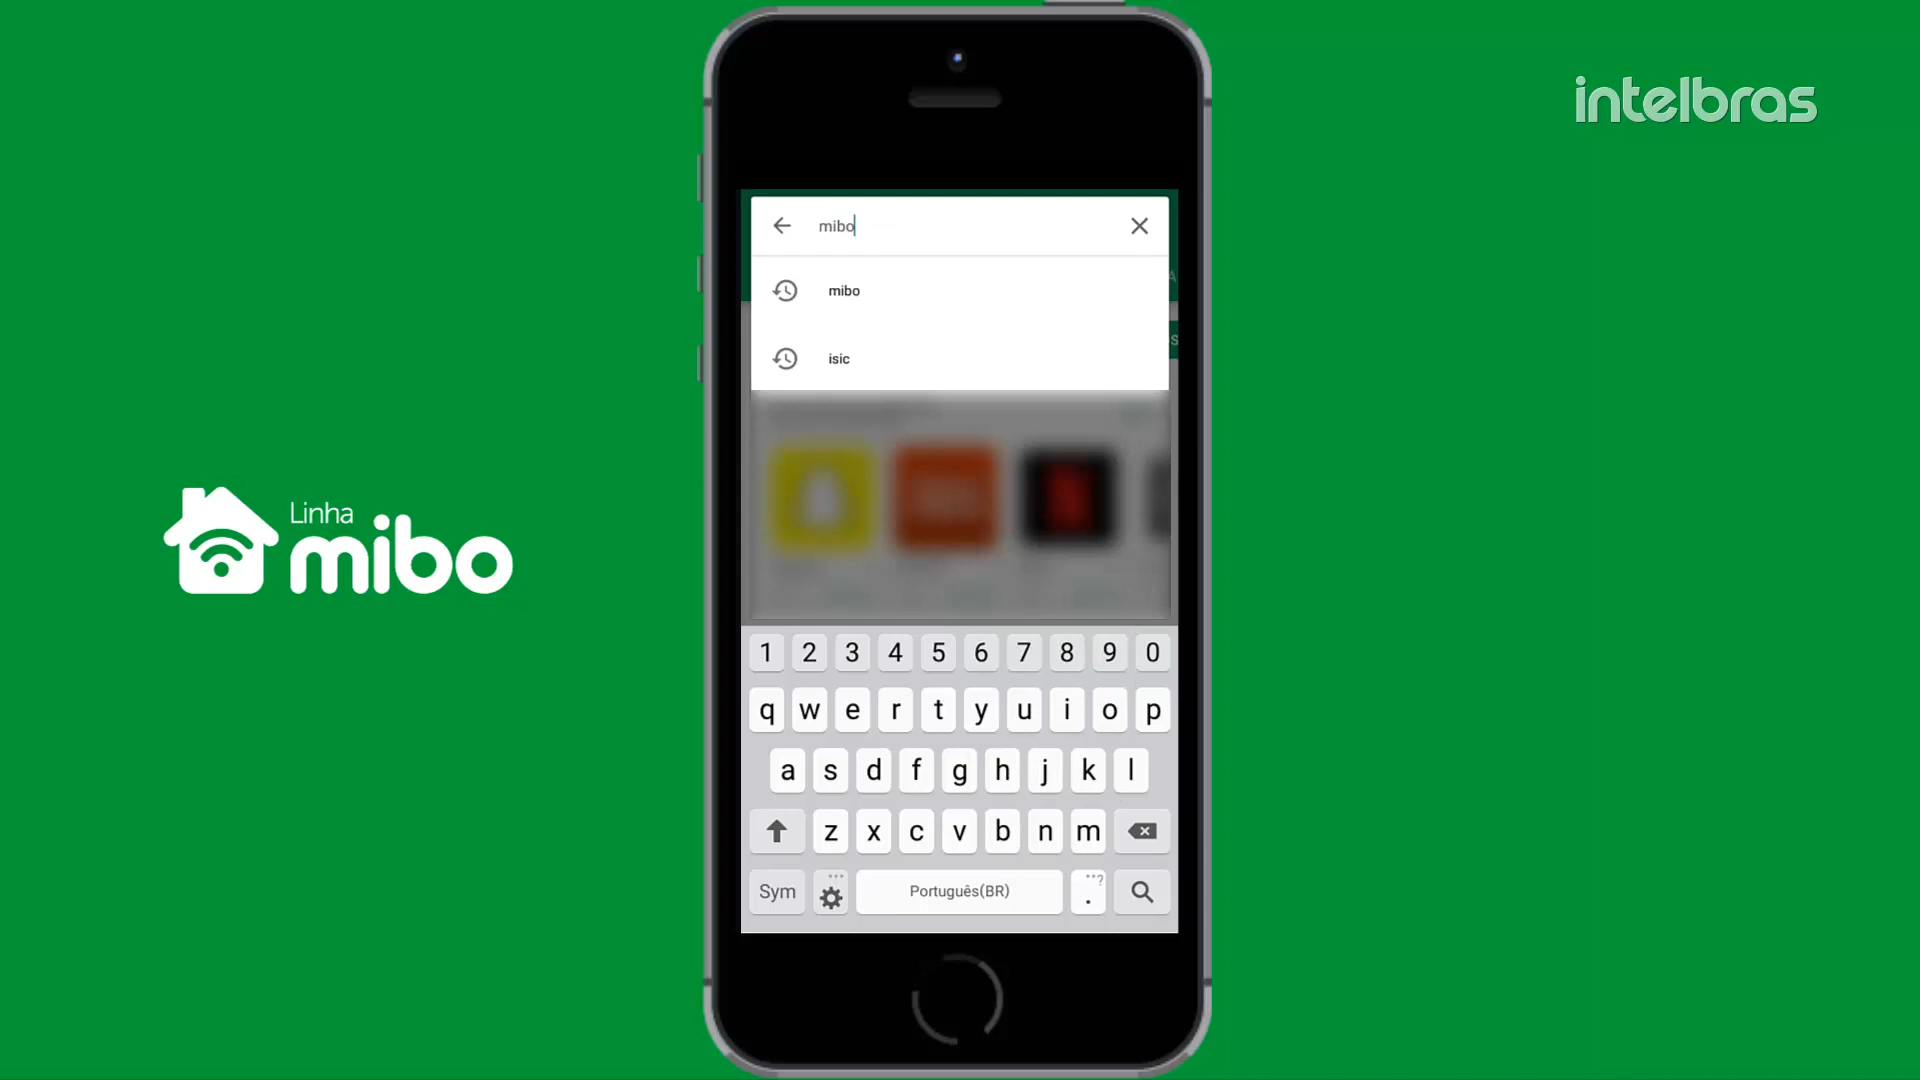 intelbras
mibo
mibo
isic
Linha
mibo
1 2 3 4 5 6 7 8 9 0
q w e r t y u i o p
a s d f g h j k l
z x c v b n m
Sym Português(BR) . ?